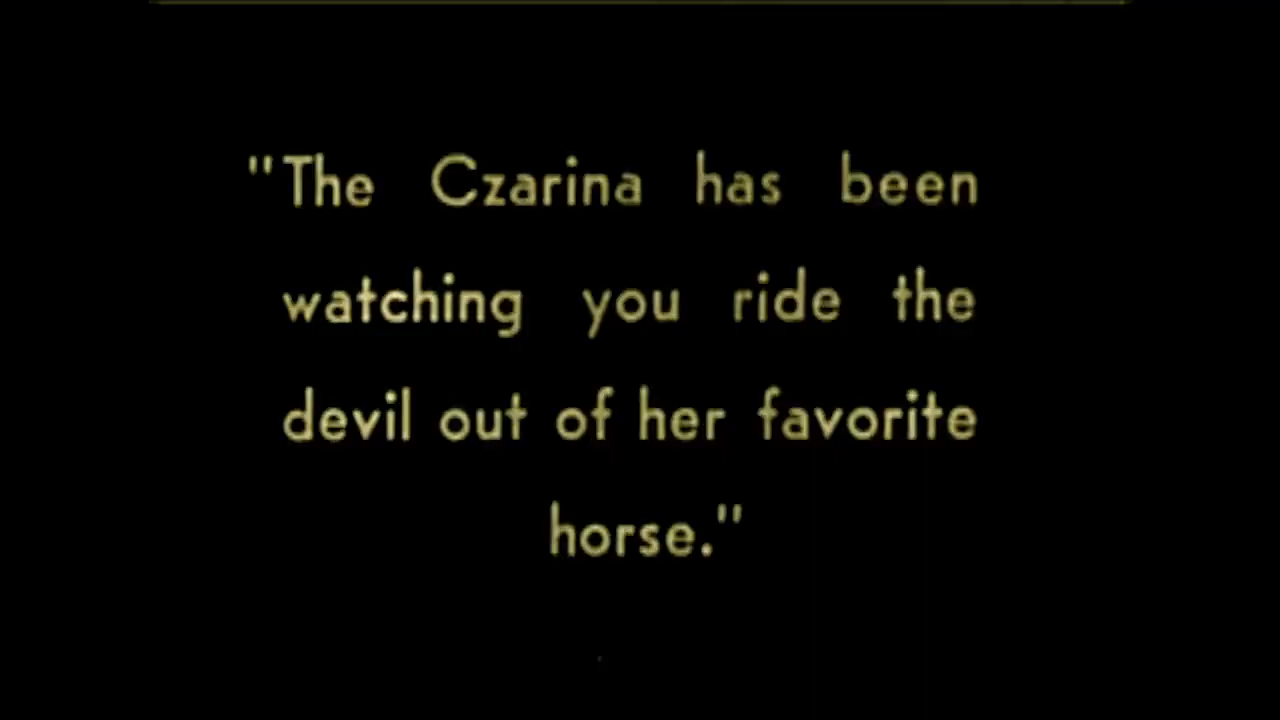 "The Czarina has been
watching you ride the
devil out of her favorite
horse."